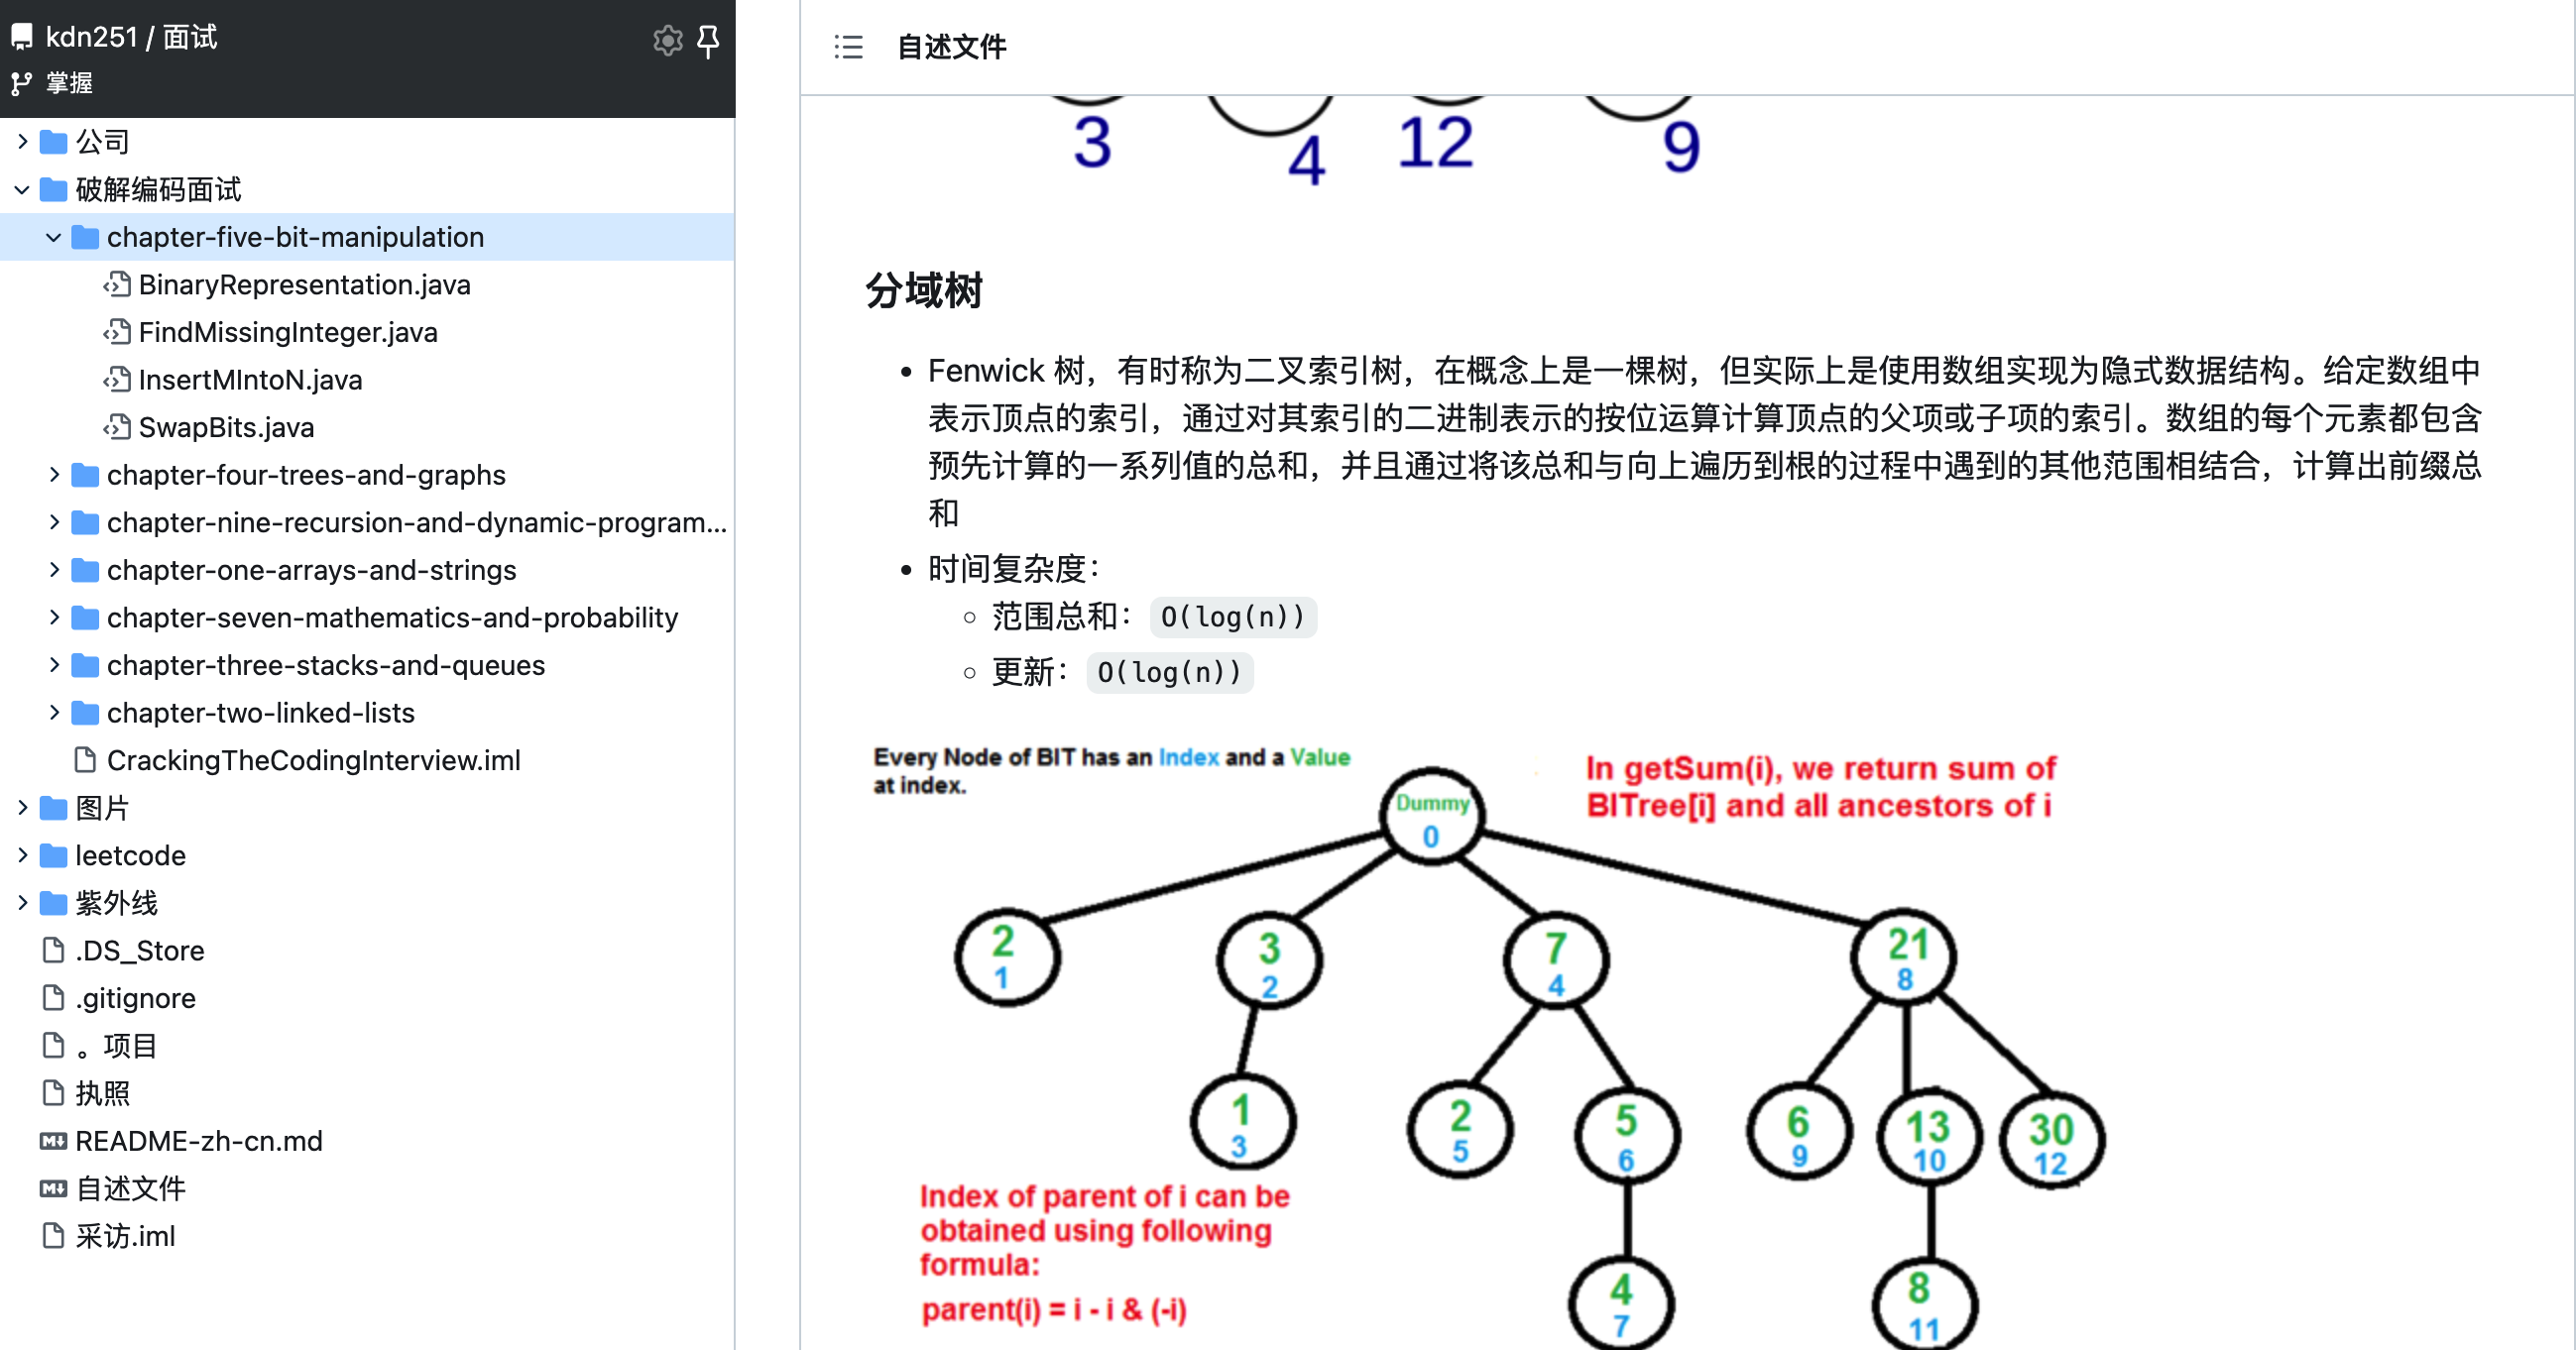 kdn251 / 面试
掌握
公司
破解编码面试
chapter-five-bit-manipulation
BinaryRepresentation.java
FindMissingInteger.java
InsertMIntoN.java
SwapBits.java
chapter-four-trees-and-graphs
chapter-nine-recursion-and-dynamic-program...
chapter-one-arrays-and-strings
chapter-seven-mathematics-and-probability
chapter-three-stacks-and-queues
chapter-two-linked-lists
CrackingTheCodingInterview.iml
图片
leetcode
紫外线
.DS_Store
.gitignore
。项目
执照
README-zh-cn.md
自述文件
采访.iml
自述文件
3 4 12 9
分域树
Fenwick 树，有时称为二叉索引树，在概念上是一棵树，但实际上是使用数组实现为隐式数据结构。给定数组中
表示顶点的索引，通过对其索引的二进制表示的按位运算计算顶点的父项或子项的索引。数组的每个元素都包含
预先计算的一系列值的总和，并且通过将该总和与向上遍历到根的过程中遇到的其他范围相结合，计算出前缀总
和
时间复杂度：
范围总和： O(log(n))
更新： O(log(n))
Every Node of BIT has an Index and a Value
at index.
In getSum(i), we return sum of
BITree[i] and all ancestors of i
Dummy
0
2
1
3
2
7
4
21
8
1
3
2
5
5
6
6
9
13
10
30
12
Index of parent of i can be
obtained using following
formula:
parent(i) = i - i & (-i)
4
7
8
11